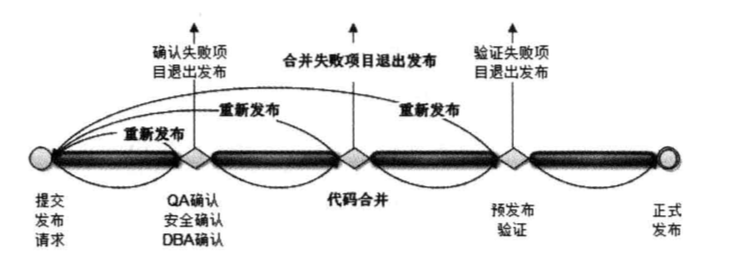 确认失败项
目退出发布
合并失败项目退出发布
验证失败项
目退出发布
重新发布
重新发布
重新发布
提交
发布
请求
QA确认
安全确认
DBA确认
代码合并
预发布
验证
正式
发布